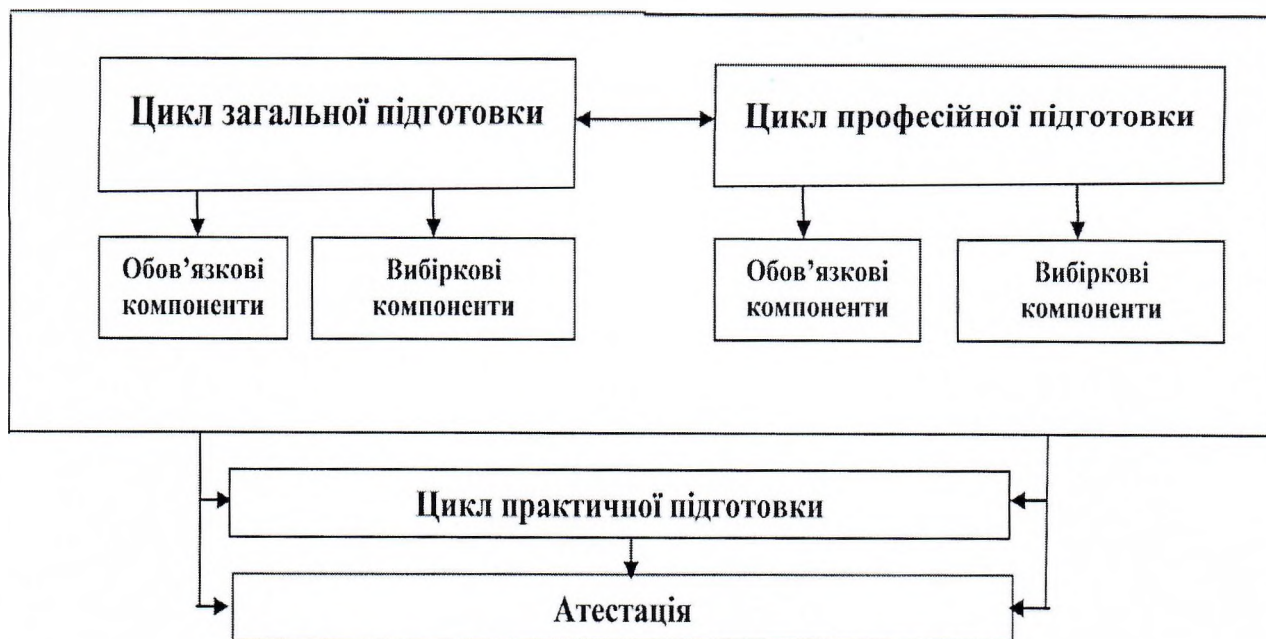 Цикл загальної підготовки
Цикл професійної підготовки
Обов’язкові
компоненти
Вибіркові
компоненти
Обов’язкові
компоненти
Вибіркові
компоненти
Цикл практичної підготовки
Атестація